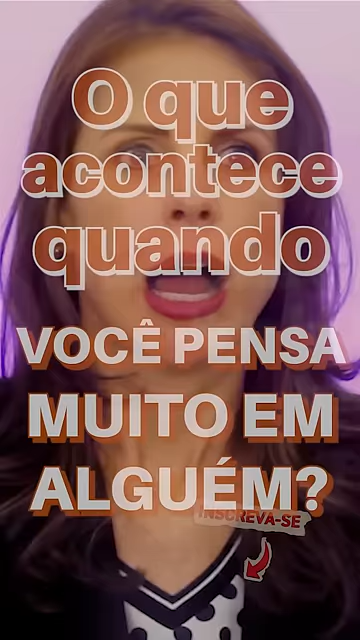 O que
acontece
quando
VOCÊ PENSA
MUITO EM
ALGUÉM?
INSCREVA-SE